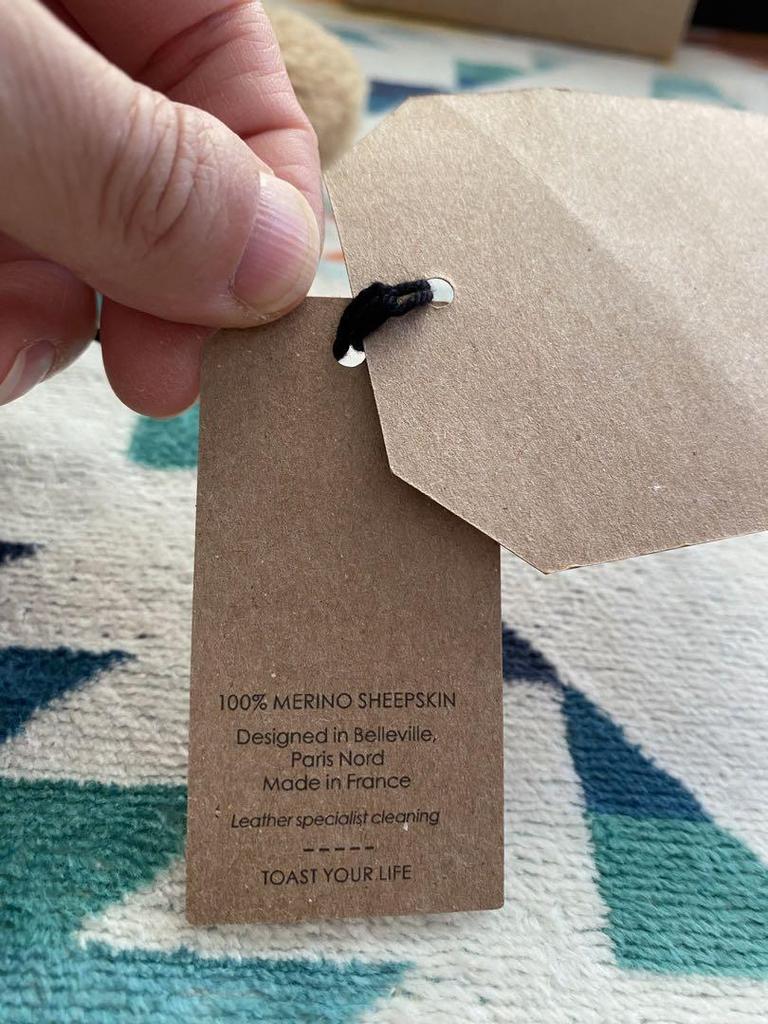 100% MERINO SHEEPSKIN
Designed in Belleville,
Paris Nord
Made in France
Leather specialist cleaning
-----
TOAST YOUR LIFE